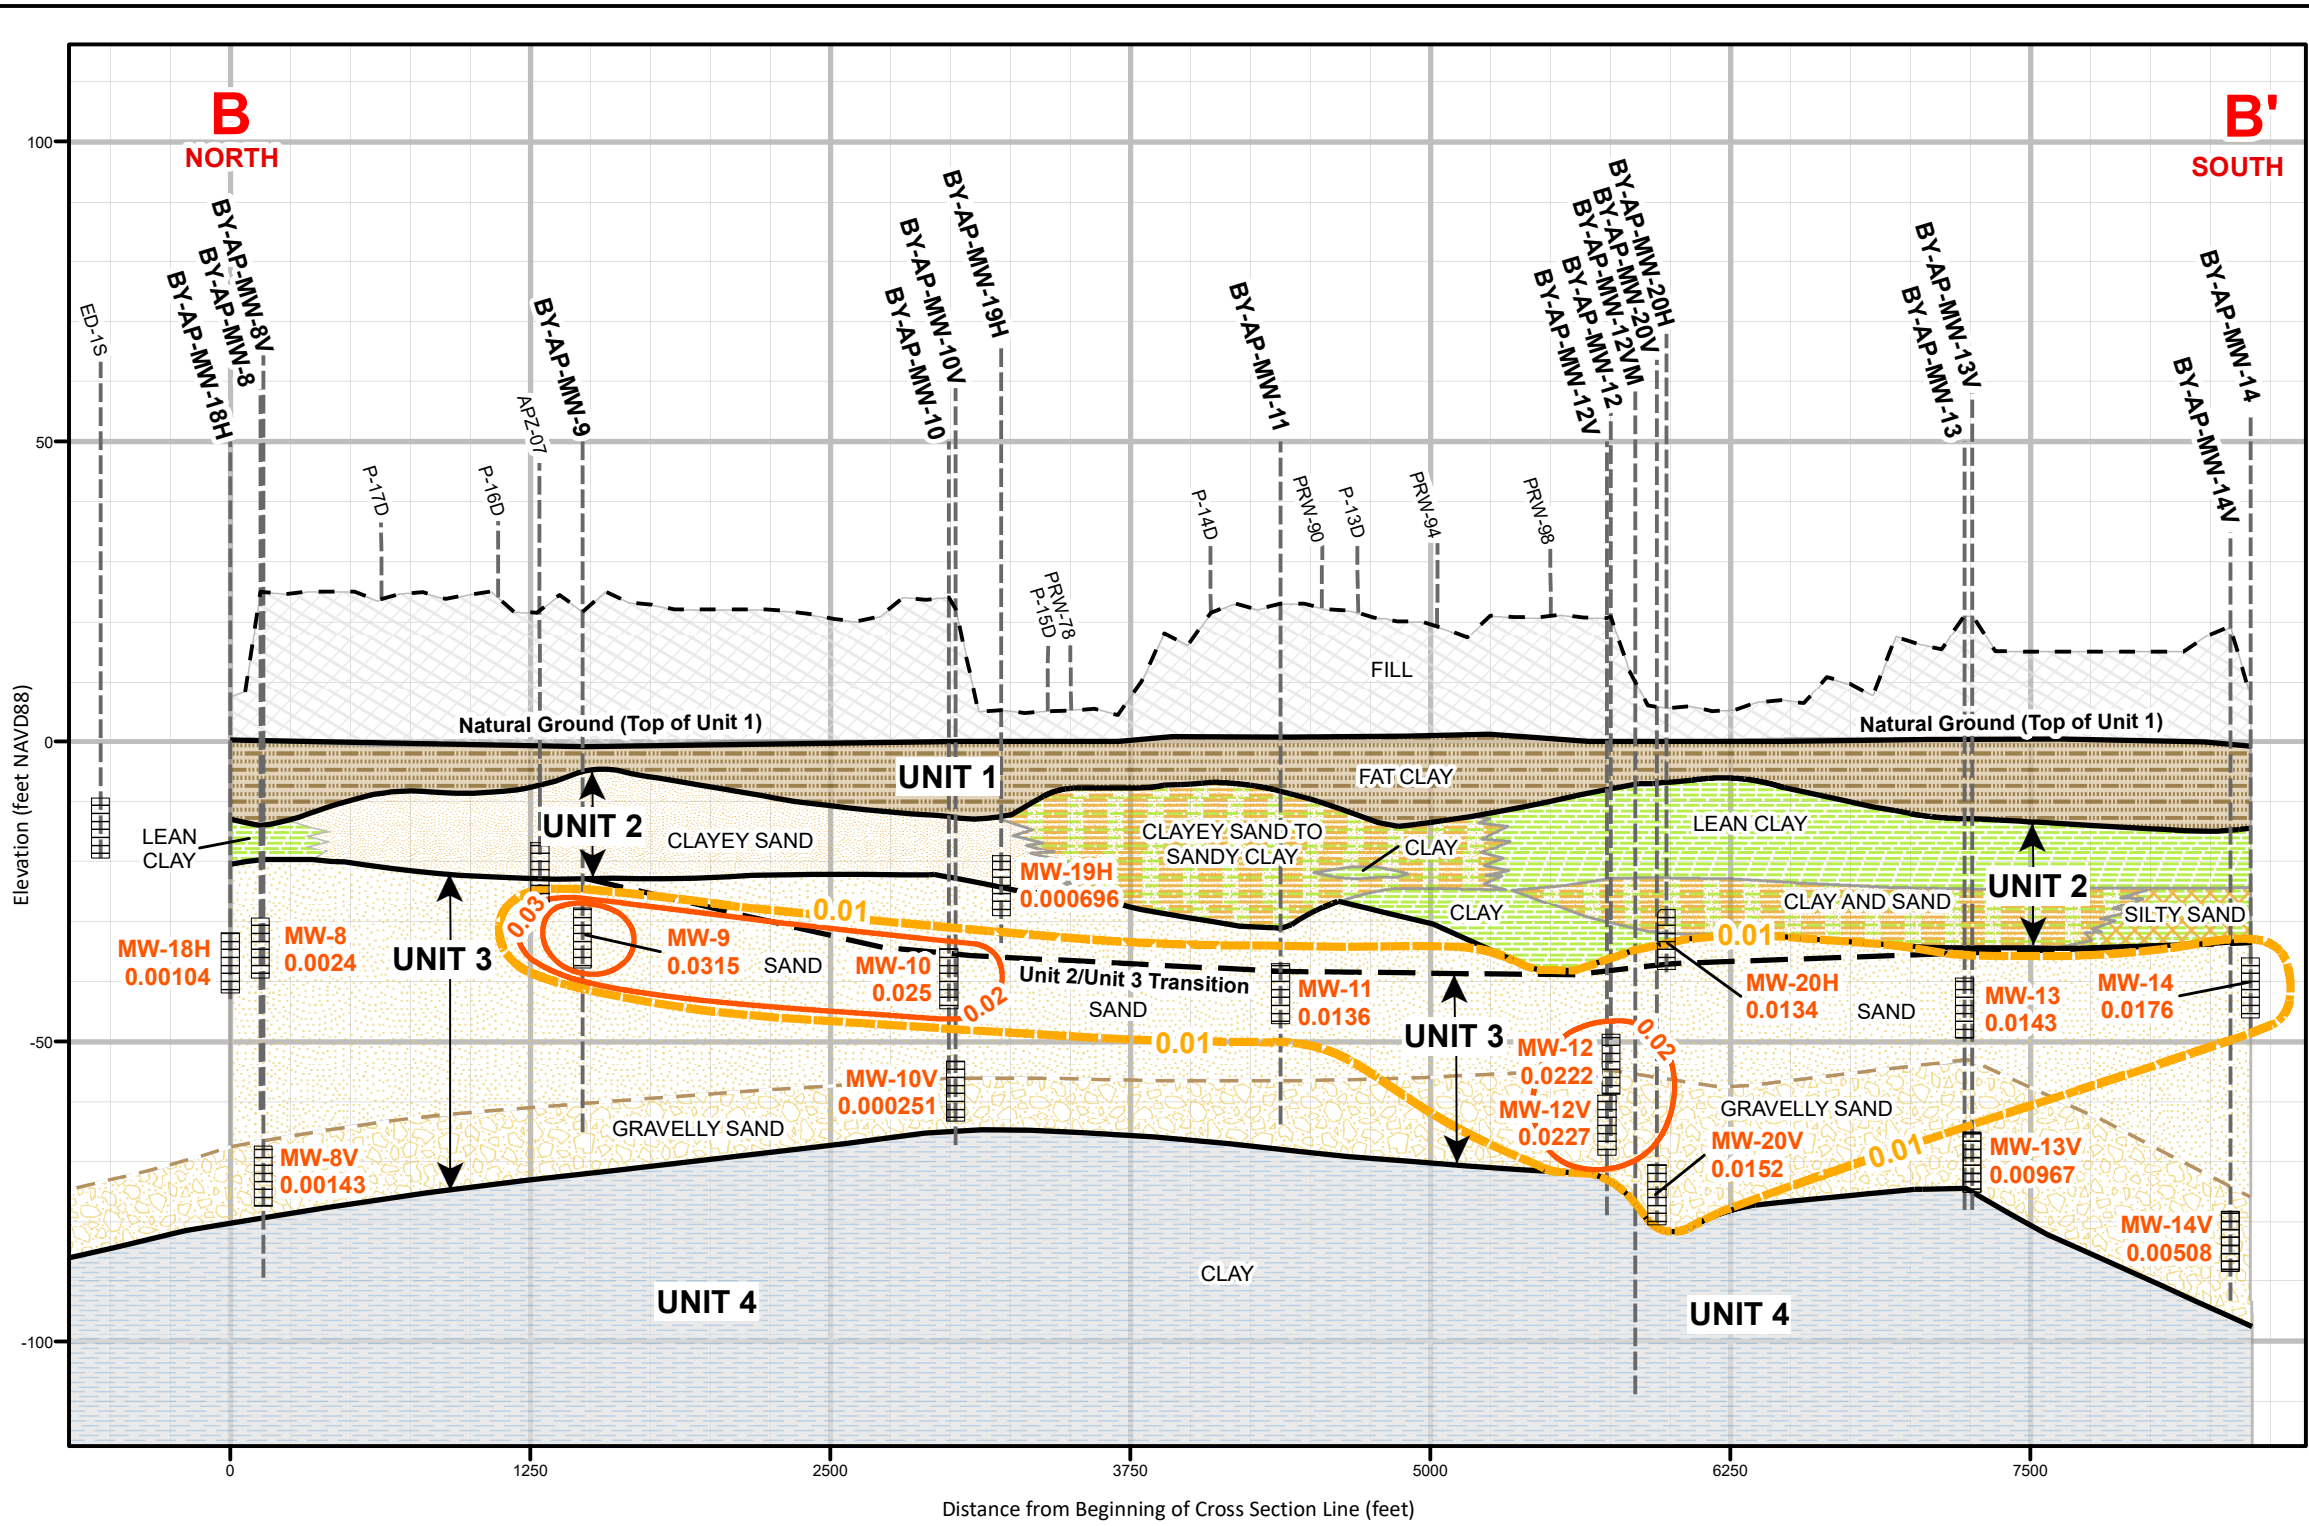 B
NORTH
B'
SOUTH
ED-1S
BY-AP-MW-18H
BY-AP-MW-8
BY-AP-MW-8V
P-17D
P-16D
APZ-07
BY-AP-MW-9
BY-AP-MW-10
BY-AP-MW-10V
BY-AP-MW-19H
P-15D
PRW-78
P-14D
BY-AP-MW-11
PRW-90
P-13D
PRW-94
PRW-98
BY-AP-MW-12V
BY-AP-MW-12
BY-AP-MW-12VM
BY-AP-MW-20V
BY-AP-MW-20H
BY-AP-MW-13
BY-AP-MW-13V
BY-AP-MW-14V
BY-AP-MW-14
Elevation (feet NAVD88)
100
50
0
-50
-100
FILL
Natural Ground (Top of Unit 1)
Natural Ground (Top of Unit 1)
UNIT 1
FAT CLAY
LEAN
CLAY
UNIT 2
CLAYEY SAND
CLAYEY SAND TO
SANDY CLAY
CLAY
LEAN CLAY
UNIT 2
CLAY
CLAY AND SAND
SILTY SAND
MW-19H
0.000696
0.01
0.03
0.01
MW-18H
0.00104
MW-8
0.0024
UNIT 3
MW-9
0.0315
SAND
MW-10
0.025
0.02
Unit 2/Unit 3 Transition
SAND
MW-11
0.0136
MW-20H
0.0134
SAND
MW-13
0.0143
MW-14
0.0176
0.01
UNIT 3
MW-12
0.0222
0.02
MW-10V
0.000251
MW-12V
0.0227
GRAVELLY SAND
GRAVELLY SAND
MW-20V
0.0152
0.01
MW-13V
0.00967
MW-8V
0.00143
MW-14V
0.00508
CLAY
UNIT 4
UNIT 4
0
1250
2500
3750
5000
6250
7500
Distance from Beginning of Cross Section Line (feet)